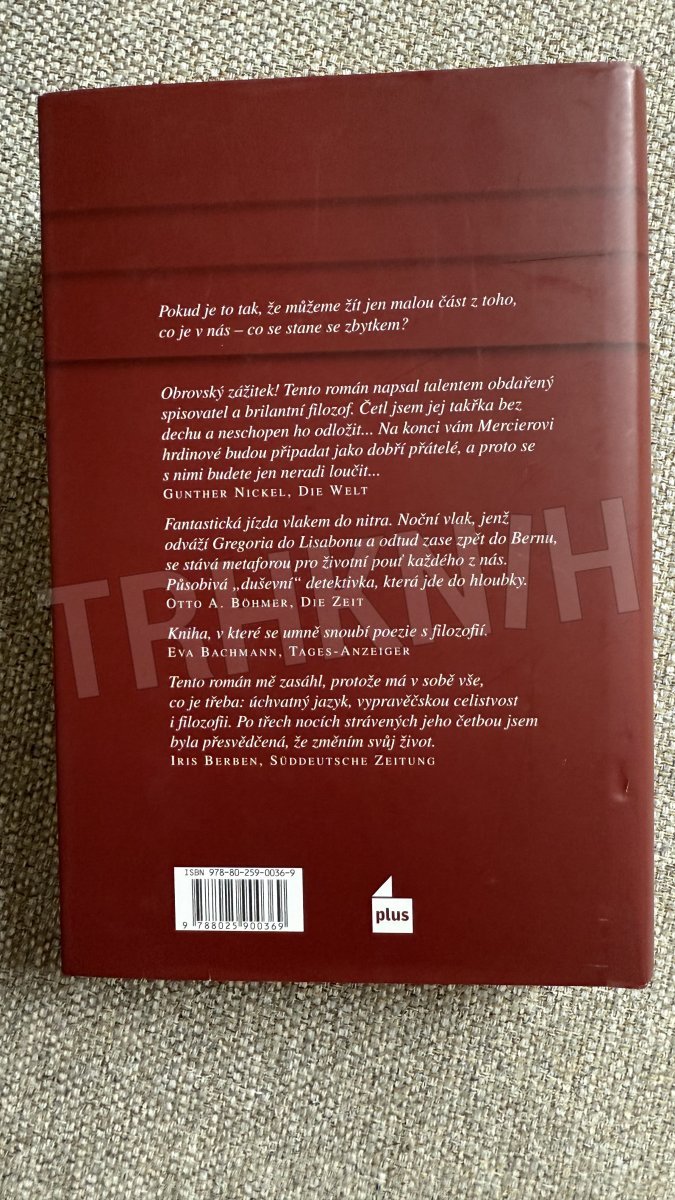 Pokud je to tak, že můžeme žít jen malou část z toho,
co je v nás – co se stane se zbytkem?
Obrovský zážitek! Tento román napsal talentem obdařený
spisovatel a brilantní filozof. Četl jsem jej takřka bez
dechu a neschopen ho odložit... Na konci vám Mercierovi
hrdinové budou připadat jako dobří přátelé, a proto se
s nimi budete jen neradi loučit...
GUNTHER NICKEL, DIE WELT
Fantastická jízda vlakem do nitra. Noční vlak, jenž
odváží Gregoria do Lisabonu a odtud zase zpět do Bernu,
se stává metaforou pro životní pouť každého z nás.
Působivá „duševní“ detektivka, která jde do hloubky.
OTTO A. BÖHMER, DIE ZEIT
Kniha, v které se umně snoubí poezie s filozofií.
EVA BACHMANN, TAGES-ANZEIGER
Tento román mě zasáhl, protože má v sobě vše,
co je třeba: úchvatný jazyk, vypravěčskou celistvost
i filozofii. Po třech nocích strávených jeho četbou jsem
byla přesvědčená, že změním svůj život.
IRIS BERBEN, SÜDDEUTSCHE ZEITUNG
TRHKNIH
ISBN 978-80-259-0036-9
9 788025 900369
plus